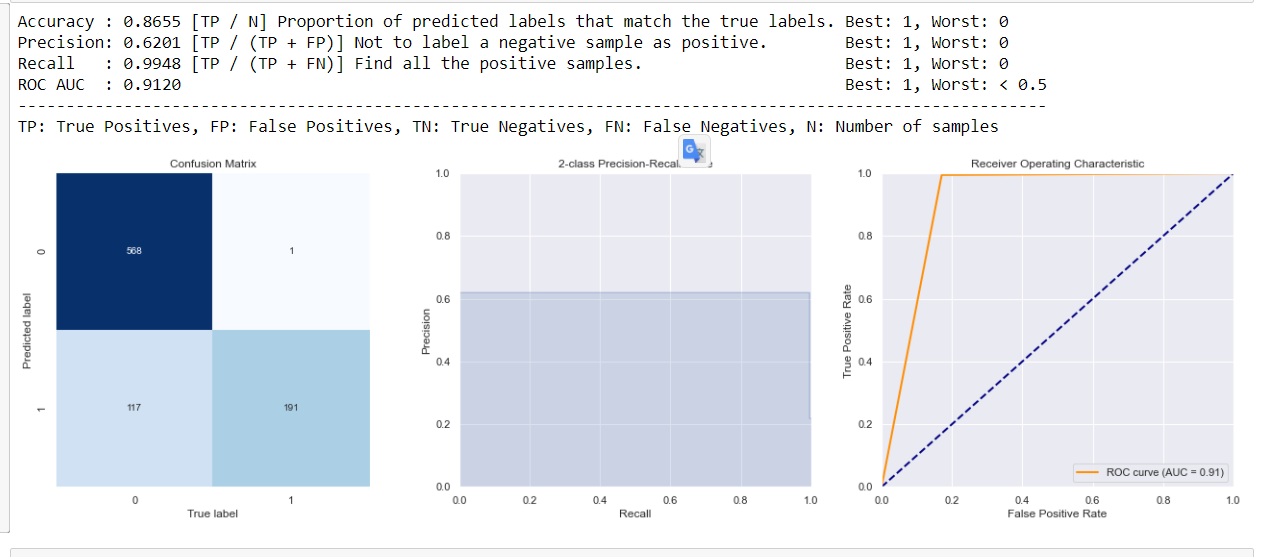 Accuracy : 0.8655 [TP / N] Proportion of predicted labels that match the true labels. Best: 1, Worst: 0
Precision: 0.6201 [TP / (TP + FP)] Not to label a negative sample as positive. Best: 1, Worst: 0
Recall : 0.9948 [TP / (TP + FN)] Find all the positive samples. Best: 1, Worst: 0
ROC AUC : 0.9120 Best: 1, Worst: < 0.5
-----------------------------------------------------------------------------------------------------------
TP: True Positives, FP: False Positives, TN: True Negatives, FN: False Negatives, N: Number of samples
Confusion Matrix
568 1
117 191
0
1
Predicted label
0 1
True label
2-class
1.0
0.8
0.6
0.4
0.2
0.0
Precision
0.0 0.2 0.4 0.6 0.8 1.0
Recall
Receiver Operating Characteristic
1.0
0.8
0.6
0.4
0.2
0.0
True Positive Rate
ROC curve (AUC = 0.91)
0.0 0.2 0.4 0.6 0.8 1.0
False Positive Rate
G